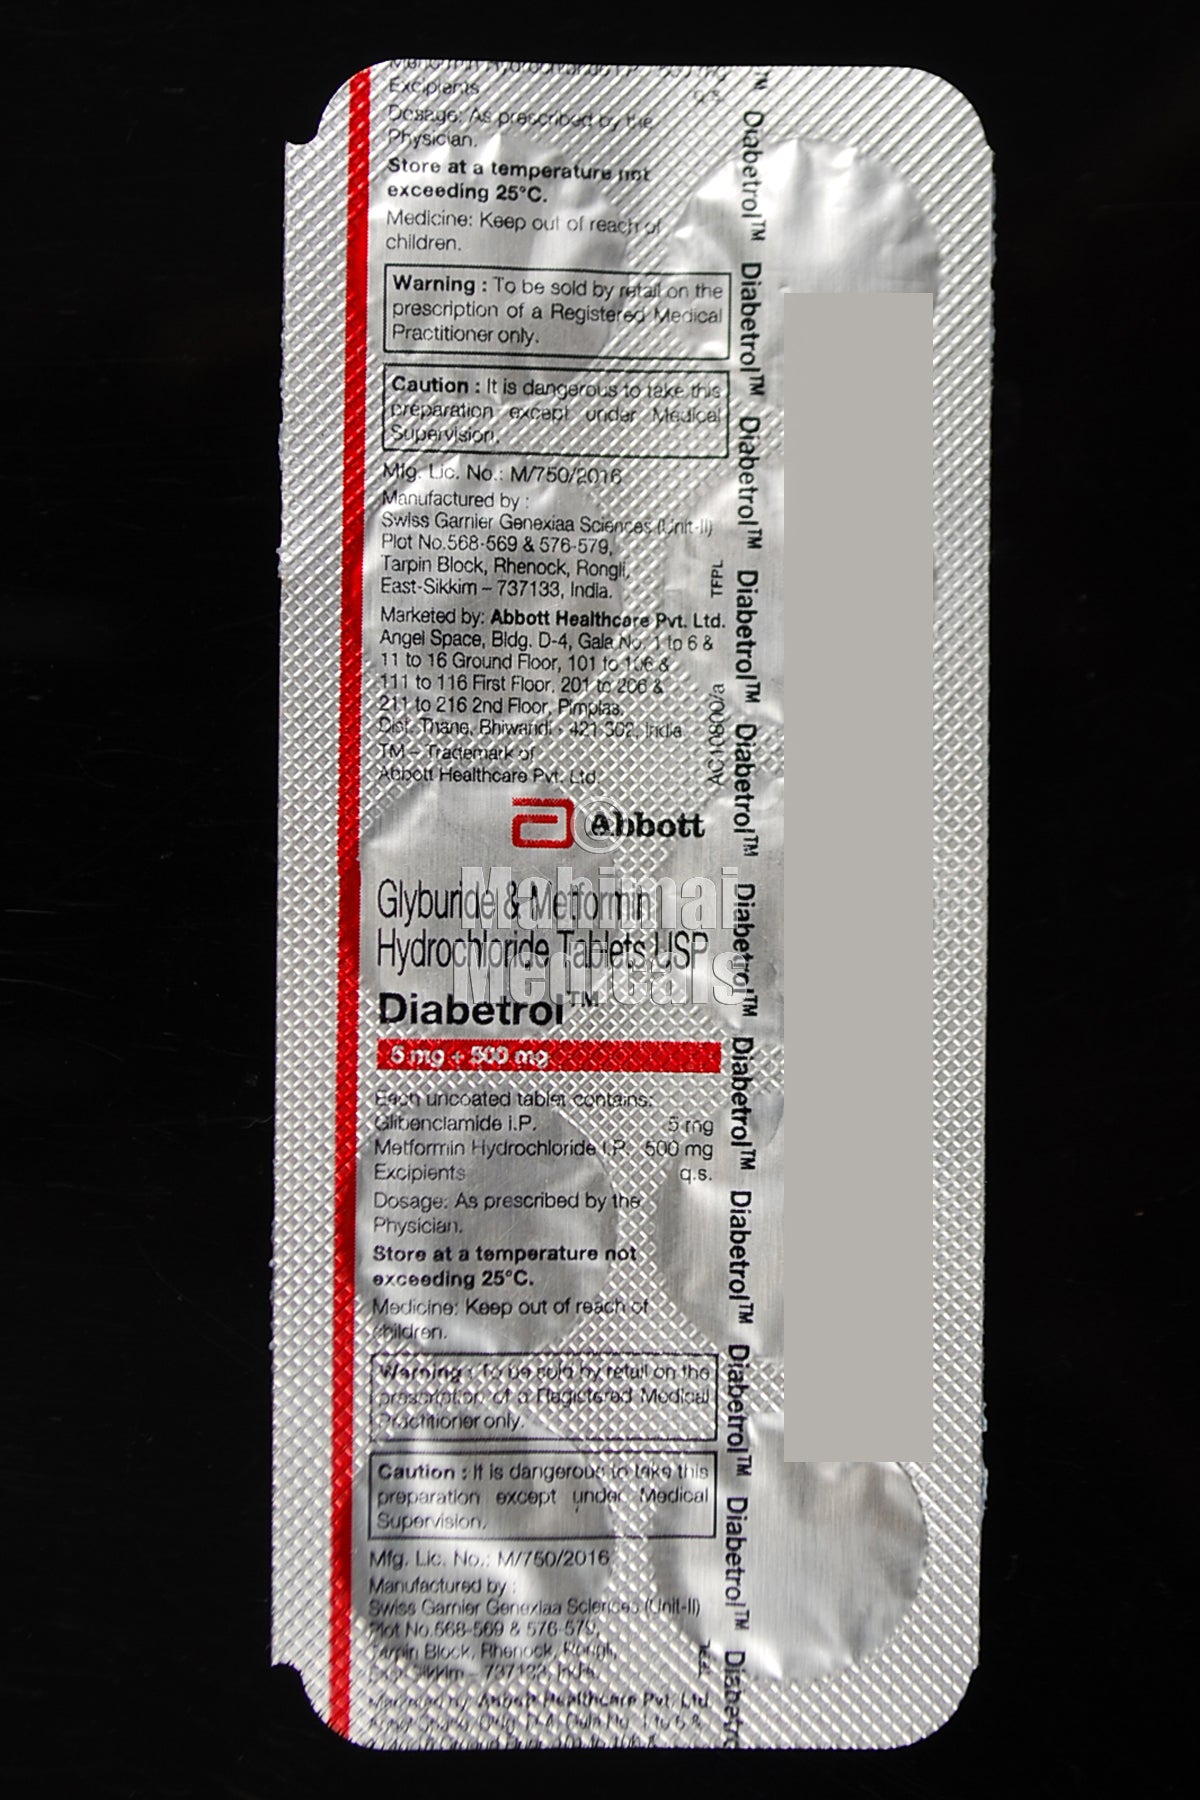 Excipients
q.s.
Dosage: As prescribed by the
Physician.
Store at a temperature not
exceeding 25°C.
Medicine: Keep out of reach of
children.
Warning : To be sold by retail on the
prescription of a Registered Medical
Practitioner only.
Caution : It is dangerous to take this
preparation except under Medical
Supervision.
Mfg. Lic. No.: M/750/2016
Manufactured by :
Swiss Garnier Genexiaa Sciences (Unit-II)
Plot No.568-569 & 576-579,
Tarpin Block, Rhenock, Rongli,
East-Sikkim – 737133, India.
TFPL
Marketed by: Abbott Healthcare Pvt. Ltd.
Angel Space, Bldg. D-4, Gala No. 1 to 6 &
11 to 16 Ground Floor, 101 to 106 &
111 to 116 First Floor, 201 to 206 &
211 to 216 2nd Floor, Pimplas,
Dist. Thane, Bhiwandi - 421 302, India
TM – Trademark of
Abbott Healthcare Pvt. Ltd.
a Abbott
©
Mahimai
Medicals
Glyburide & Metformin
Hydrochloride Tablets USP
Diabetrol™
5 mg + 500 mg
Each uncoated tablet contains:
Glibenclamide I.P. 5 mg
Metformin Hydrochloride I.P. 500 mg
Excipients q.s.
Dosage: As prescribed by the
Physician.
Store at a temperature not
exceeding 25°C.
Medicine: Keep out of reach of
children.
Warning : To be sold by retail on the
prescription of a Registered Medical
Practitioner only.
Caution : It is dangerous to take this
preparation except under Medical
Supervision.
Mfg. Lic. No.: M/750/2016
Manufactured by :
Swiss Garnier Genexiaa Sciences (Unit-II)
Plot No.568-569 & 576-579,
Tarpin Block, Rhenock, Rongli,
Marketed by: Abbott Healthcare Pvt. Ltd.
™ Diabetrol™ Diabetrol™ Diabetrol™ Diabetrol™ Diabetrol™ Diabetrol™ Diabetrol™ Diabetrol™ Diabetrol™ Diabetrol™ Diabetr